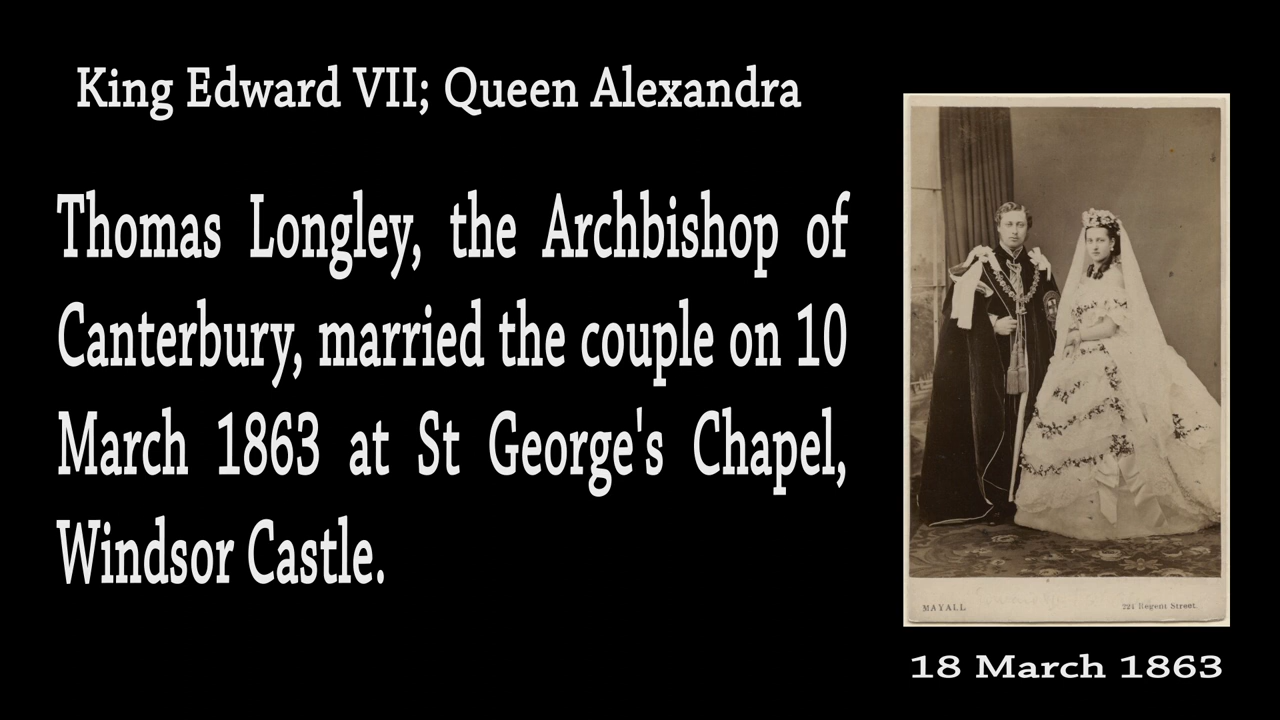 King Edward VII; Queen Alexandra
Thomas Longley, the Archbishop of
Canterbury, married the couple on 10
March 1863 at St George's Chapel,
Windsor Castle.
MAYALL
224 Regent Street.
18 March 1863